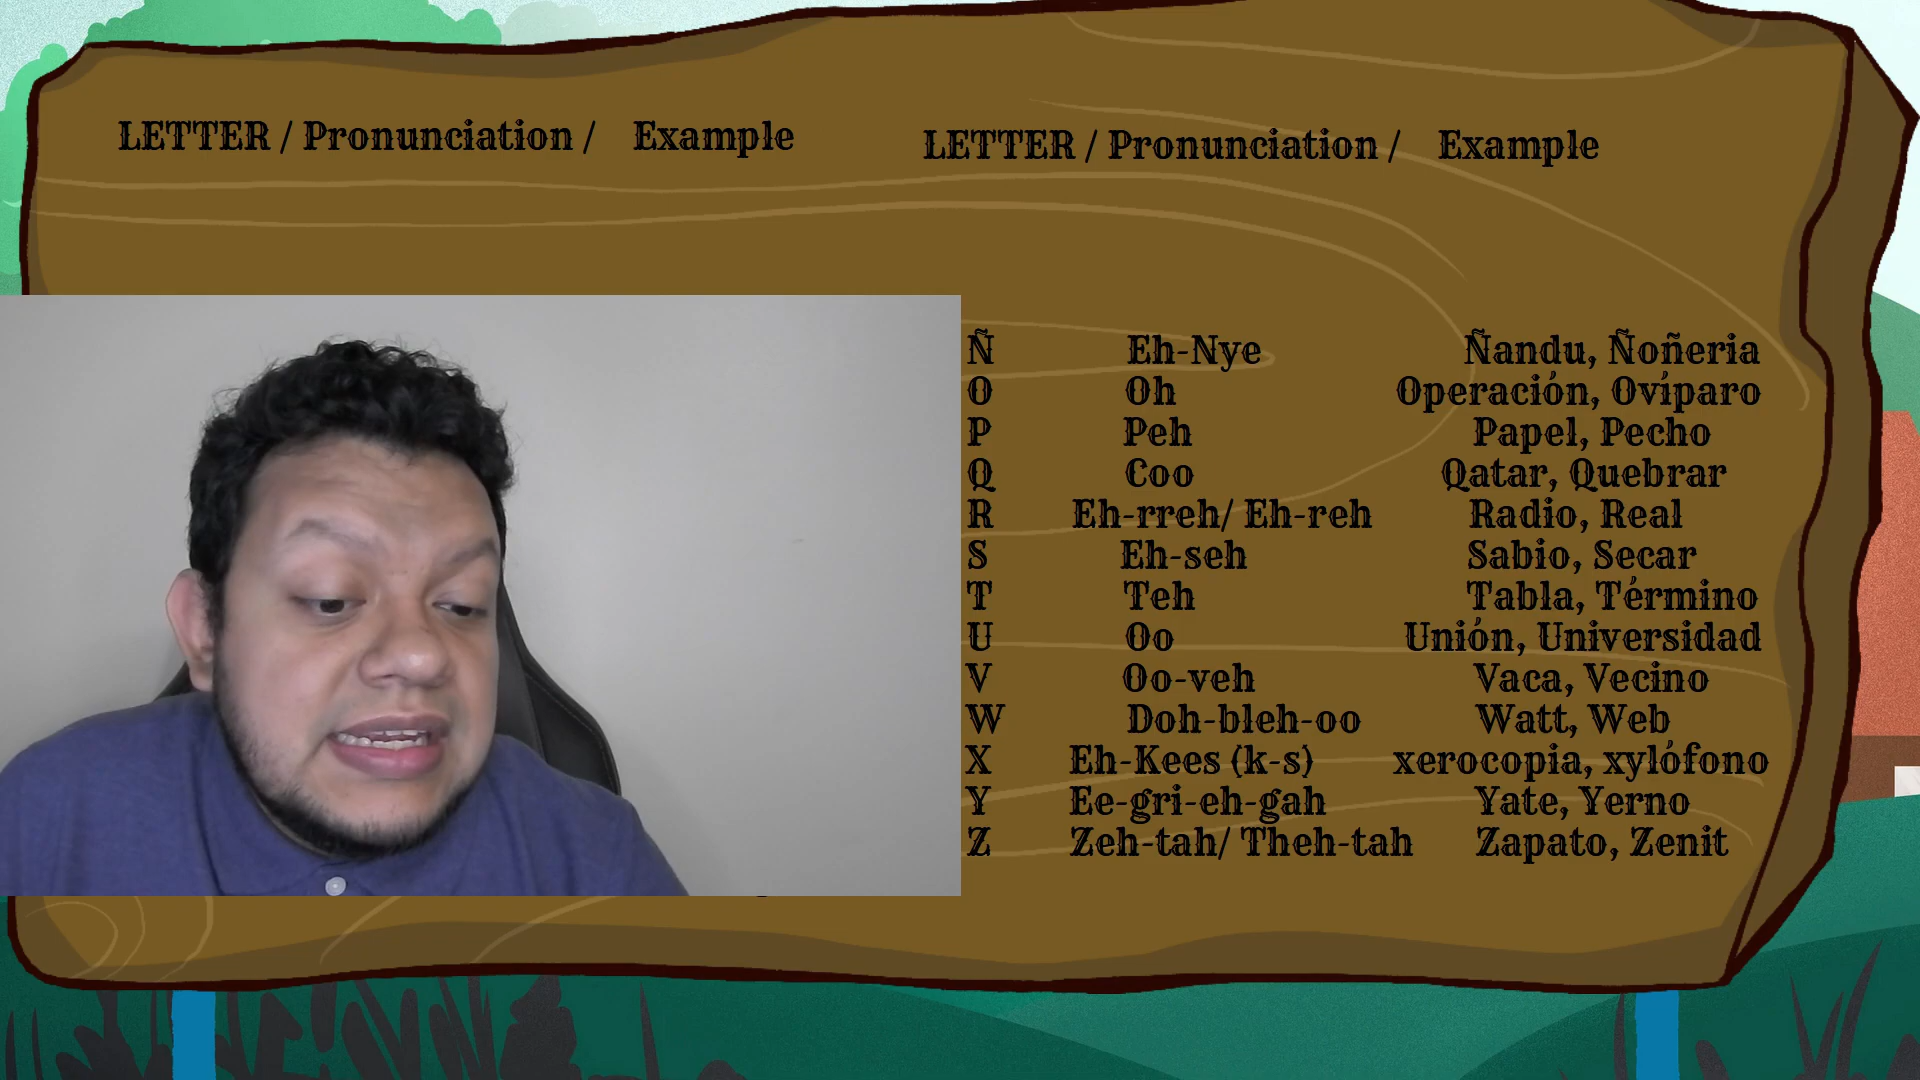 LETTER / Pronunciation / Example
LETTER / Pronunciation / Example
Ñ Eh-Nye Ñandu, Ñoñeria
O Oh Operación, Ovíparo
P Peh Papel, Pecho
Q Coo Qatar, Quebrar
R Eh-rreh/ Eh-reh Radio, Real
S Eh-seh Sabio, Secar
T Teh Tabla, Término
U Oo Unión, Universidad
V Oo-veh Vaca, Vecino
W Doh-bleh-oo Watt, Web
X Eh-Kees (k-s) xerocopia, xylófono
Y Ee-gri-eh-gah Yate, Yerno
Z Zeh-tah/ Theh-tah Zapato, Zenit